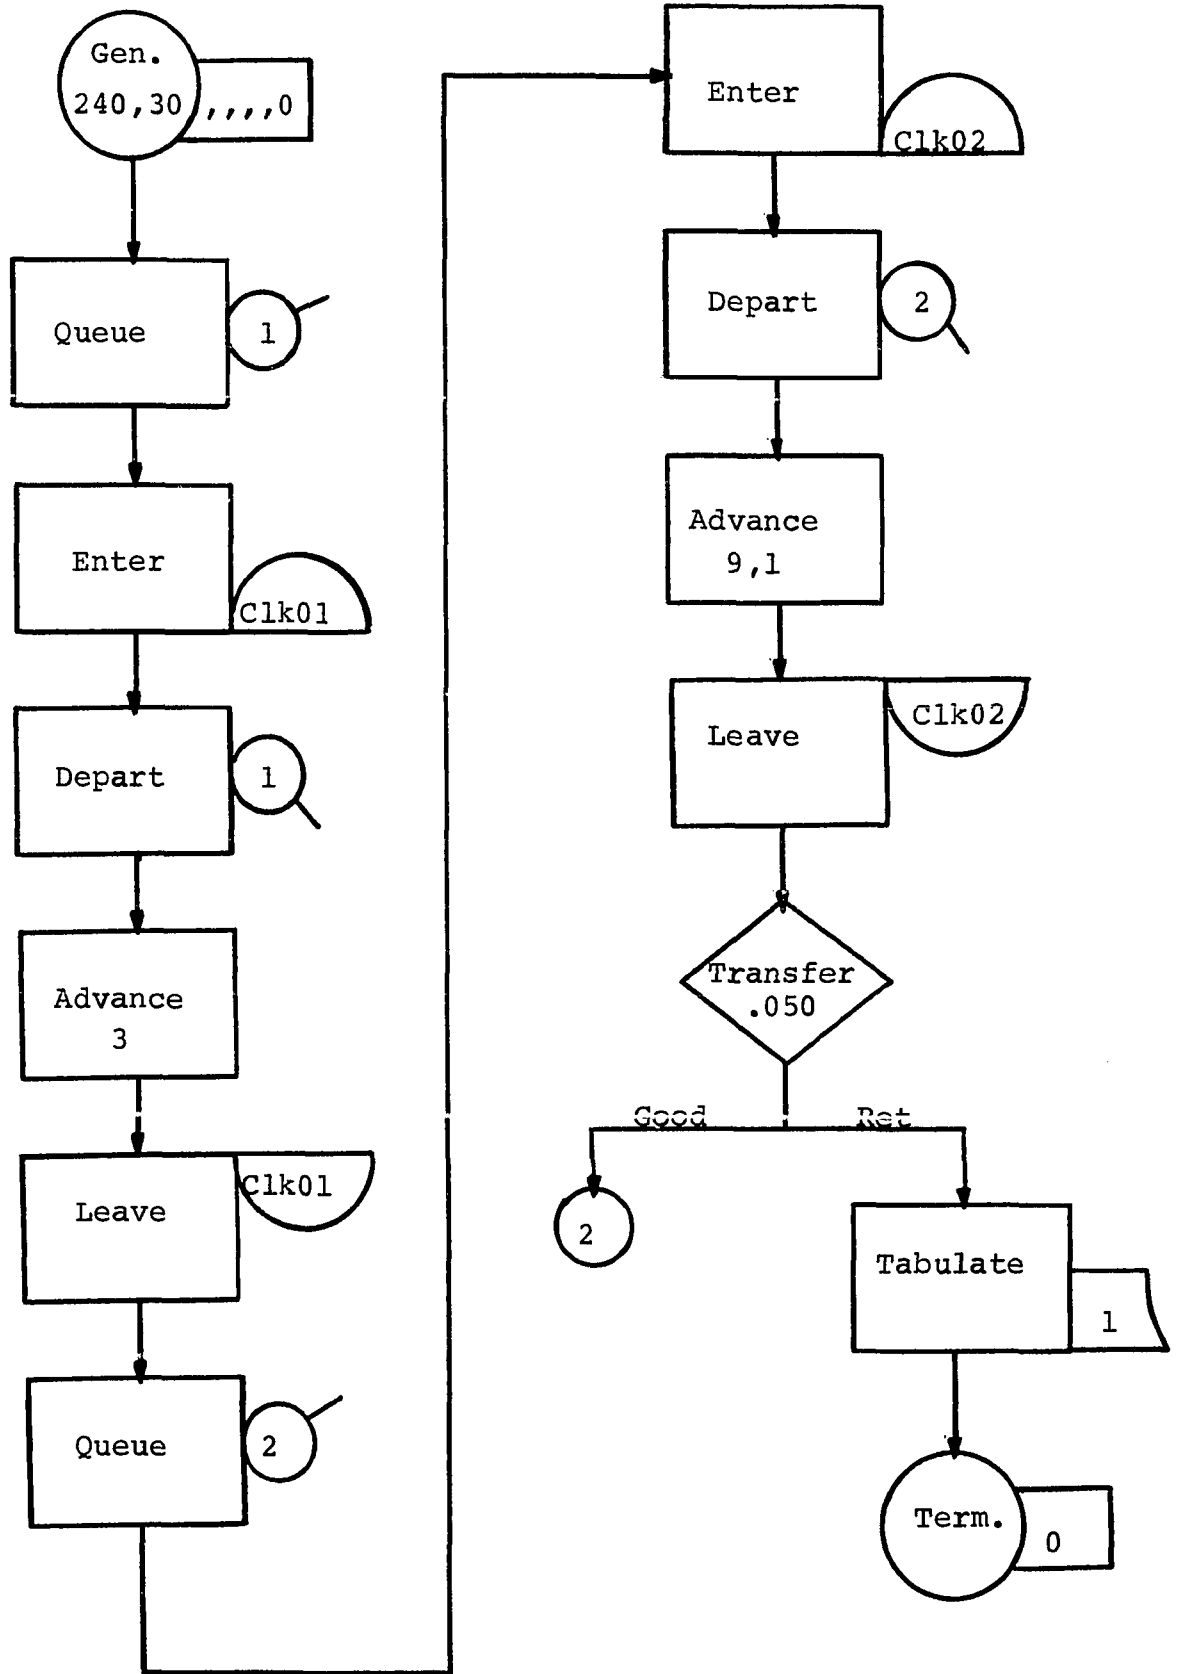 Gen.
240,30 ,,,,0
Queue
1
Enter
Clk01
Depart
1
Advance
3
Leave
Clk01
Queue
2
Enter
Clk02
Depart
2
Advance
9,1
Leave
Clk02
Transfer
.050
Good
Ret
2
Tabulate
1
Term.
0